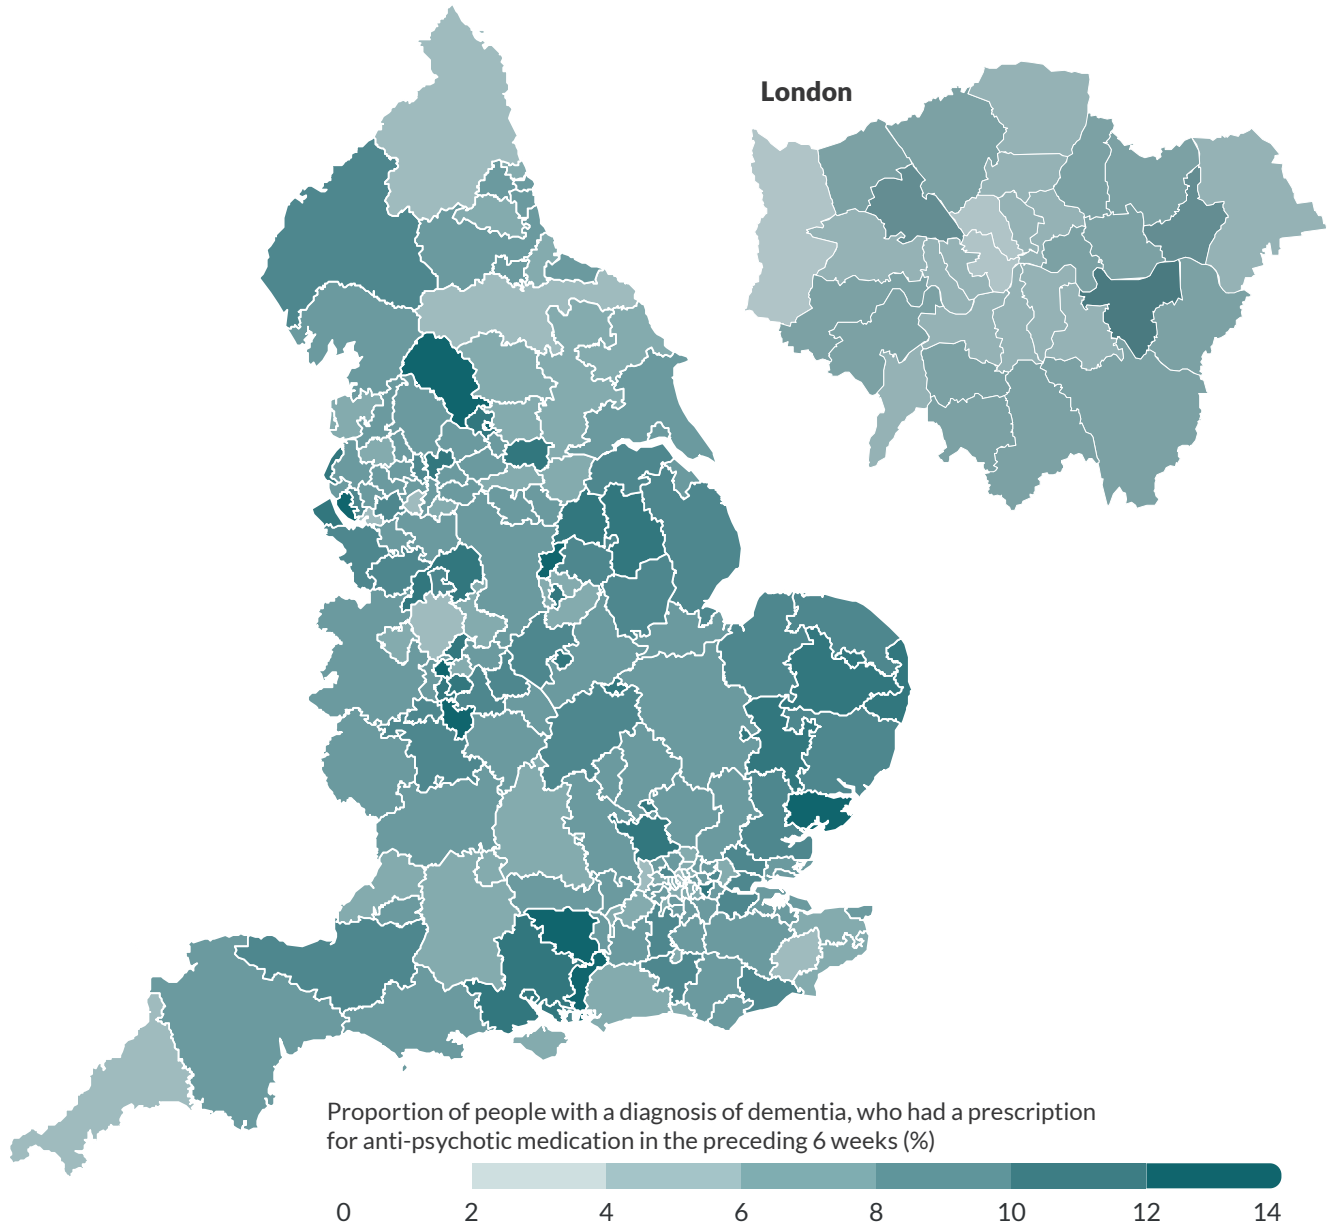 London
Proportion of people with a diagnosis of dementia, who had a prescription
for anti-psychotic medication in the preceding 6 weeks (%)
0 2 4 6 8 10 12 14